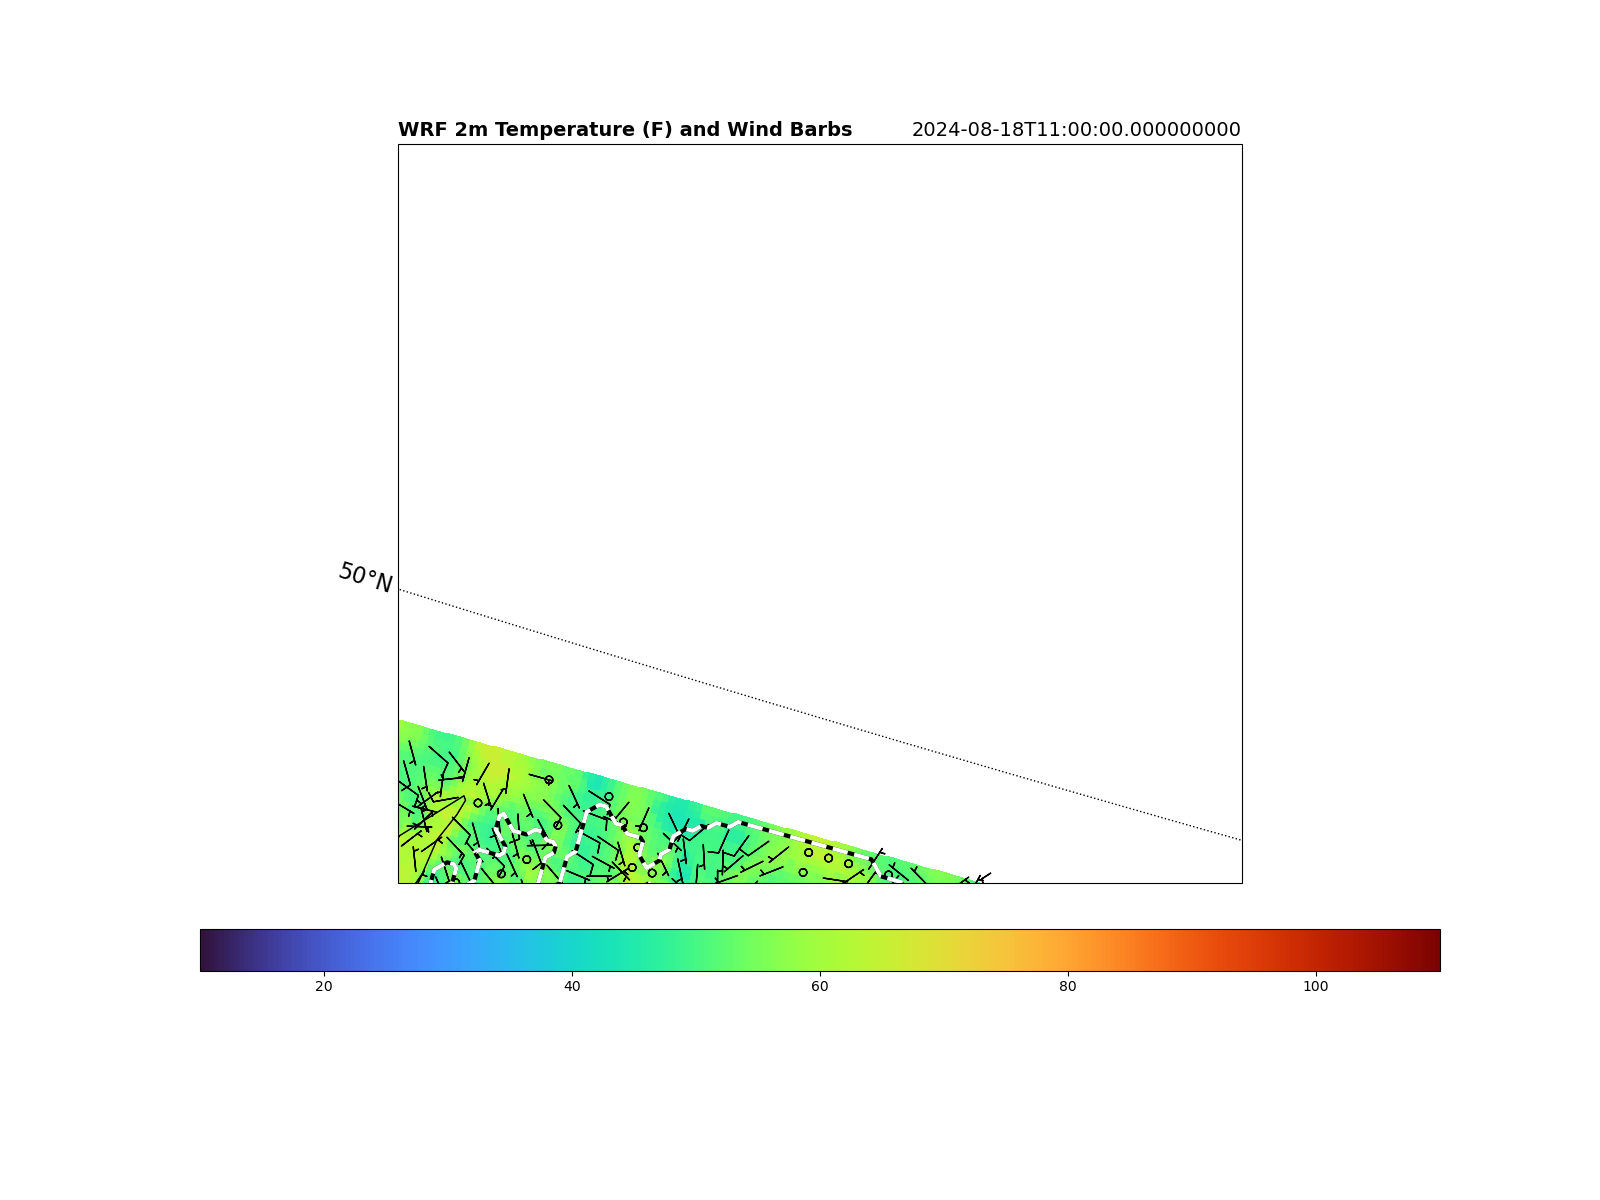 WRF 2m Temperature (F) and Wind Barbs 2024-08-18T11:00:00.000000000
50°N
20 40 60 80 100